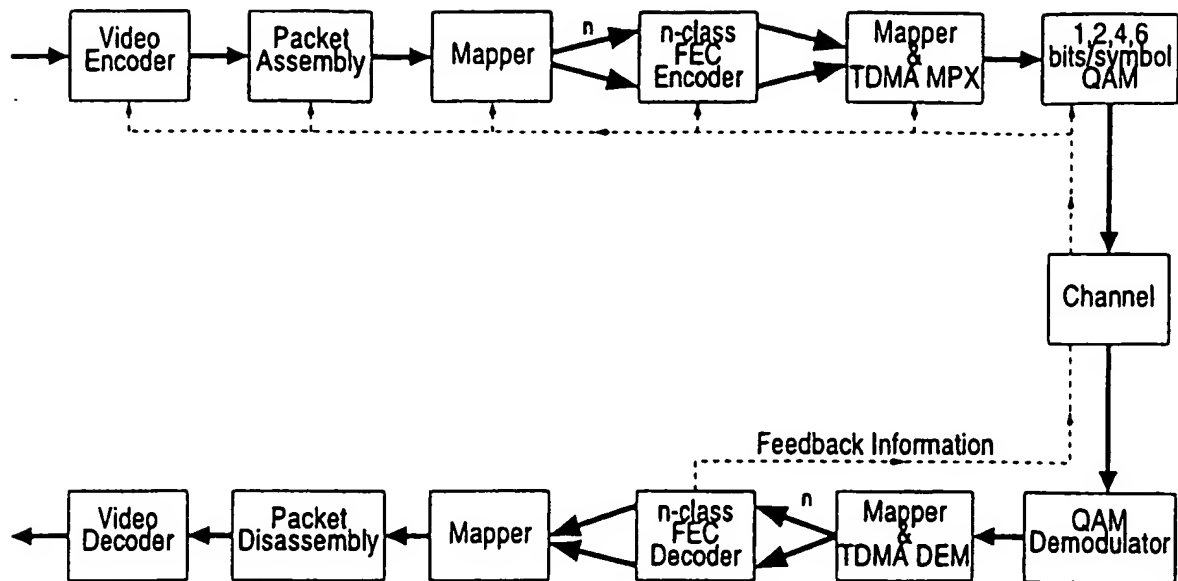 Video
Encoder
Packet
Assembly
Mapper
n
n-class
FEC
Encoder
Mapper
&
TDMA MPX
1,2,4,6
bits/symbol
QAM
Channel
Feedback Information
Video
Decoder
Packet
Disassembly
Mapper
n-class
FEC
Decoder
n
Mapper
&
TDMA DEM
QAM
Demodulator